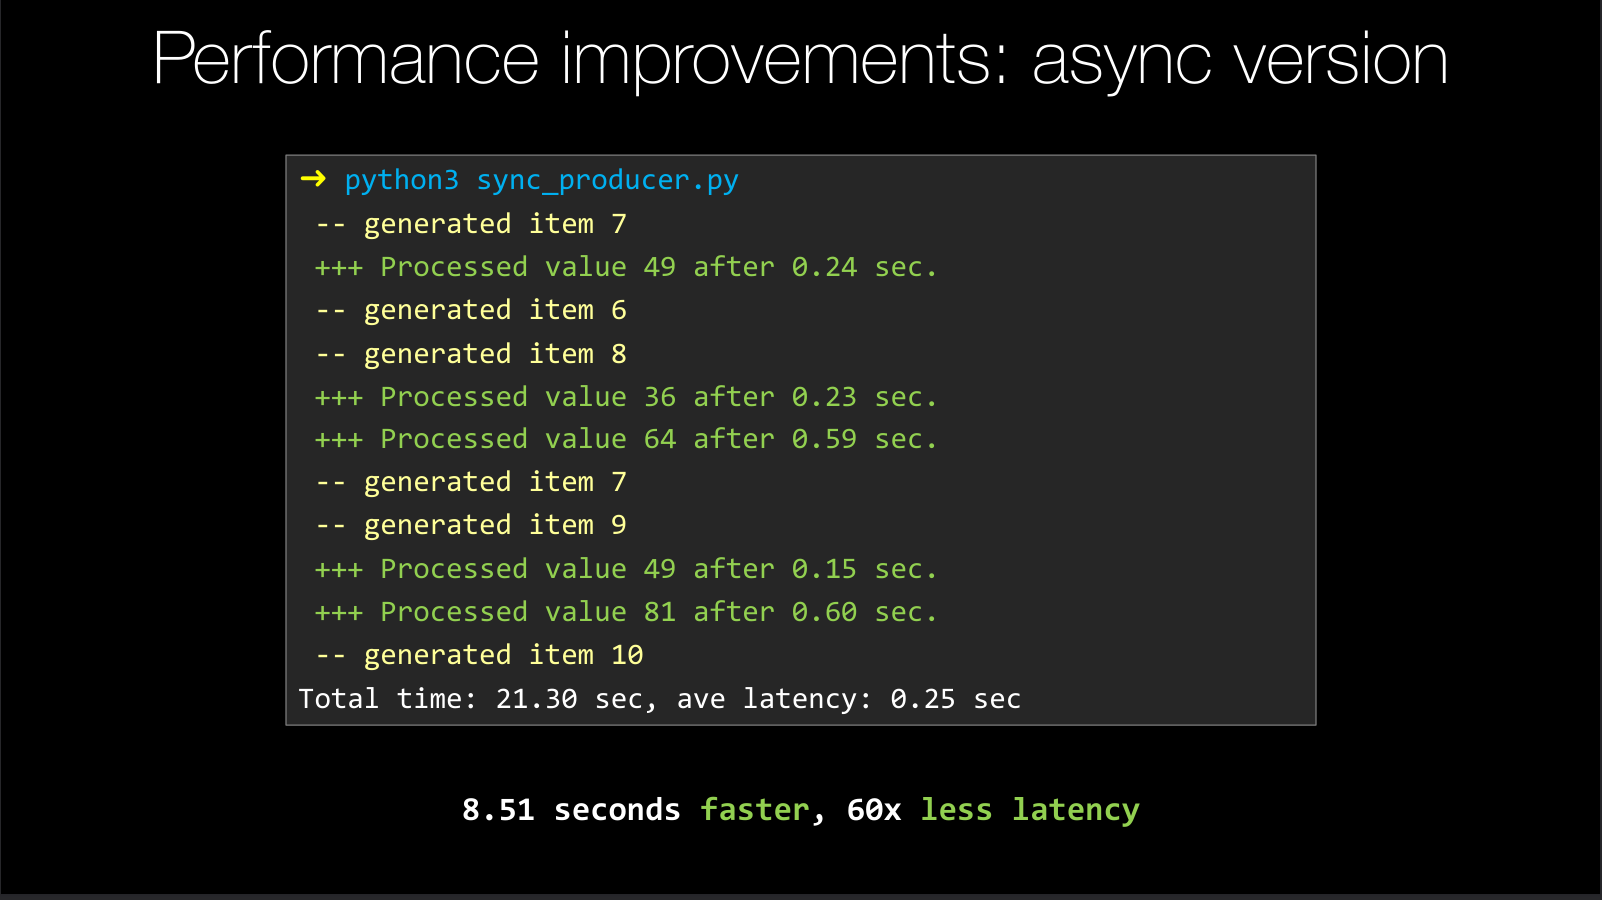 Performance improvements: async version
➜ python3 sync_producer.py
-- generated item 7
+++ Processed value 49 after 0.24 sec.
-- generated item 6
-- generated item 8
+++ Processed value 36 after 0.23 sec.
+++ Processed value 64 after 0.59 sec.
-- generated item 7
-- generated item 9
+++ Processed value 49 after 0.15 sec.
+++ Processed value 81 after 0.60 sec.
-- generated item 10
Total time: 21.30 sec, ave latency: 0.25 sec
8.51 seconds faster, 60x less latency